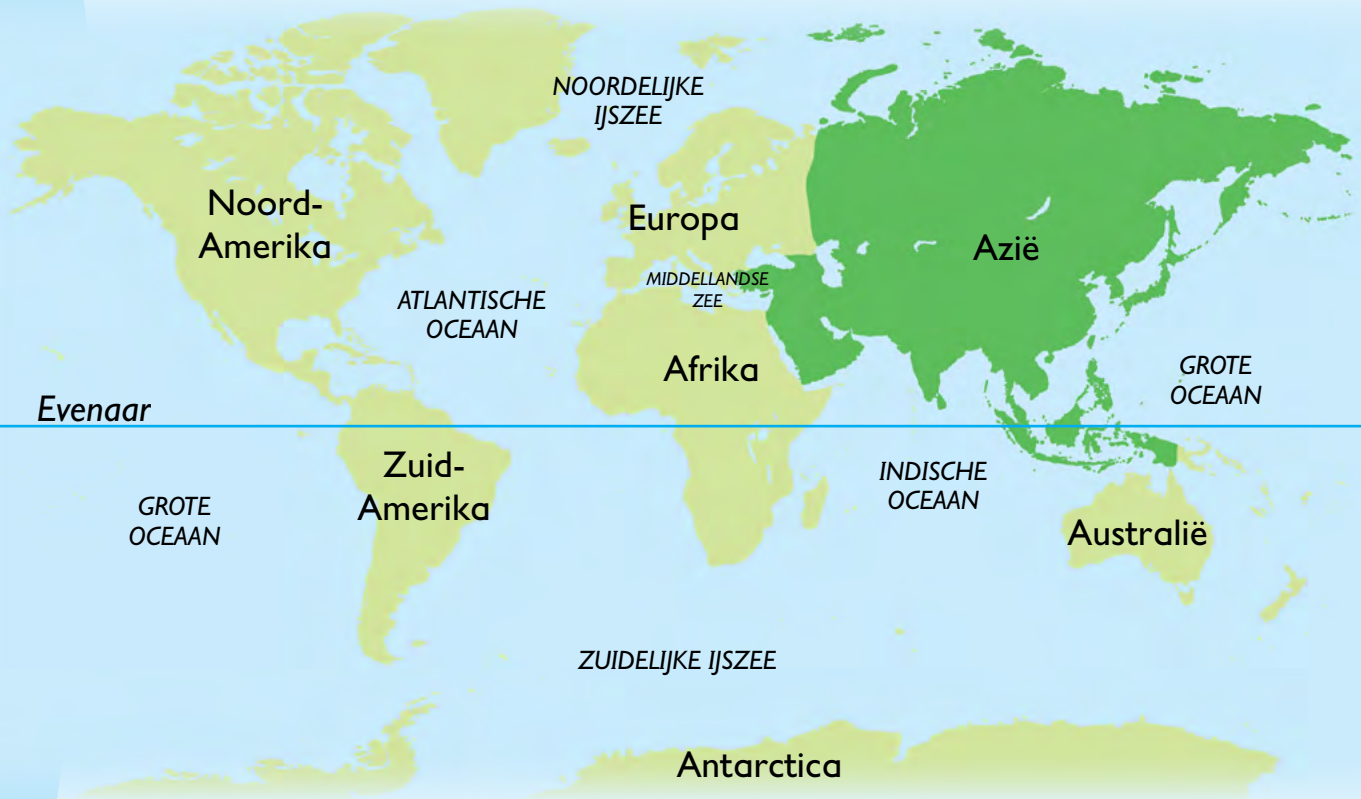 NOORDELIJKE
IJSZEE
Noord-
Amerika
Europa
Azië
MIDDELLANDSE
ZEE
ATLANTISCHE
OCEAAN
Afrika
GROTE
OCEAAN
Evenaar
Zuid-
Amerika
INDISCHE
OCEAAN
GROTE
OCEAAN
Australië
ZUIDELIJKE IJSZEE
Antarctica